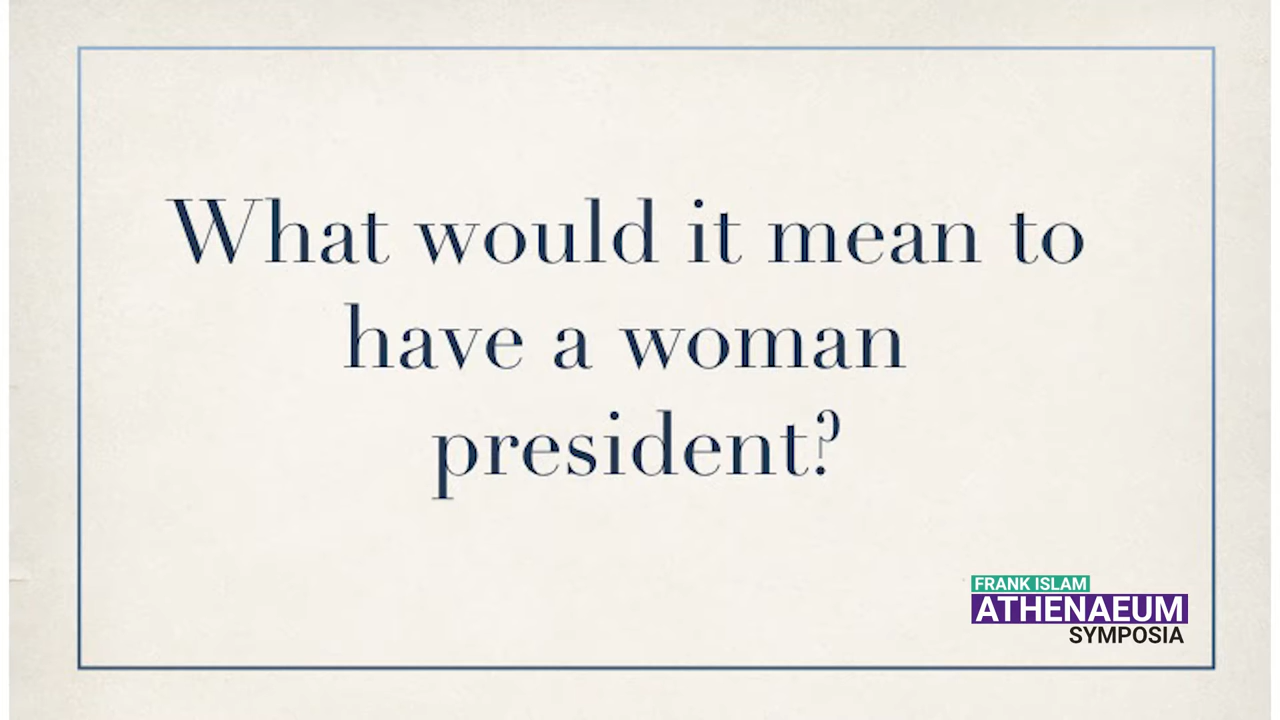 What would it mean to
have a woman
president?
FRANK ISLAM
ATHENAEUM
SYMPOSIA